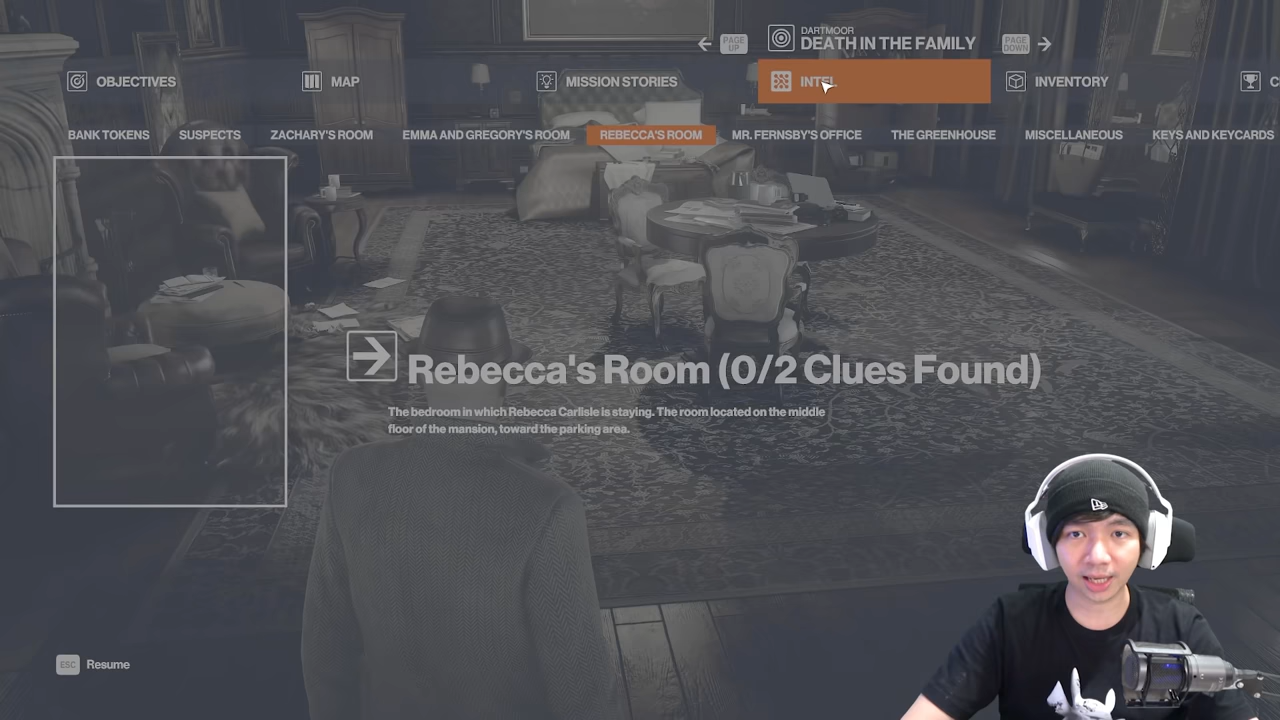 PAGE UP
DARTMOOR
DEATH IN THE FAMILY
PAGE DOWN
OBJECTIVES
MAP
MISSION STORIES
INTEL
INVENTORY
C
BANK TOKENS
SUSPECTS
ZACHARY'S ROOM
EMMA AND GREGORY'S ROOM
REBECCA'S ROOM
MR. FERNSBY'S OFFICE
THE GREENHOUSE
MISCELLANEOUS
KEYS AND KEYCARDS
Rebecca's Room (0/2 Clues Found)
The bedroom in which Rebecca Carlisle is staying. The room located on the middle
floor of the mansion, toward the parking area.
ESC Resume